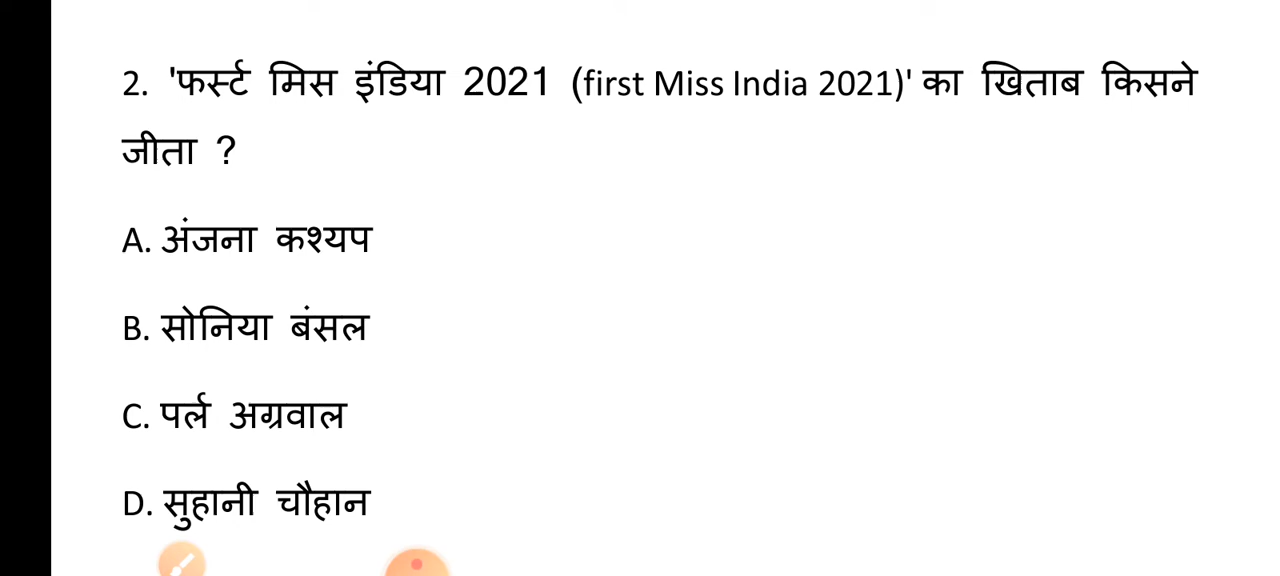 2. 'फर्स्ट मिस इंडिया 2021 (first Miss India 2021)' का खिताब किसने
जीता ?
A. अंजना कश्यप
B. सोनिया बंसल
C. पर्ल अग्रवाल
D. सुहानी चौहान